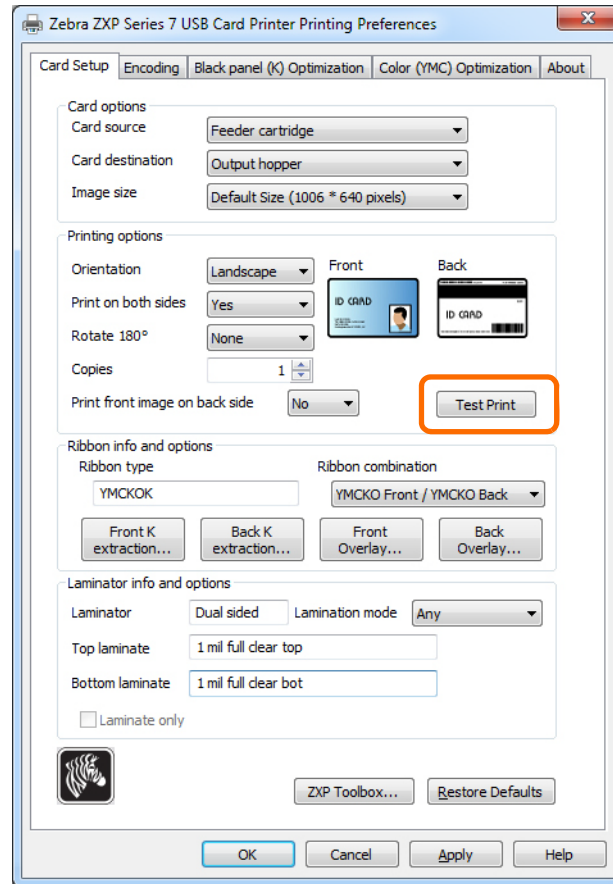 Zebra ZXP Series 7 USB Card Printer Printing Preferences
Card Setup Encoding Black panel (K) Optimization Color (YMC) Optimization About
Card options
Card source Feeder cartridge
Card destination Output hopper
Image size Default Size (1006 * 640 pixels)
Printing options
Orientation Landscape Front Back
Print on both sides Yes
ID CARD ID CARD
Rotate 180° None
Copies 1
Print front image on back side No Test Print
Ribbon info and options
Ribbon type Ribbon combination
YMCKOK YMCKO Front / YMCKO Back
Front K extraction... Back K extraction... Front Overlay... Back Overlay...
Laminator info and options
Laminator Dual sided Lamination mode Any
Top laminate 1 mil full clear top
Bottom laminate 1 mil full clear bot
Laminate only
ZXP Toolbox... Restore Defaults
OK Cancel Apply Help